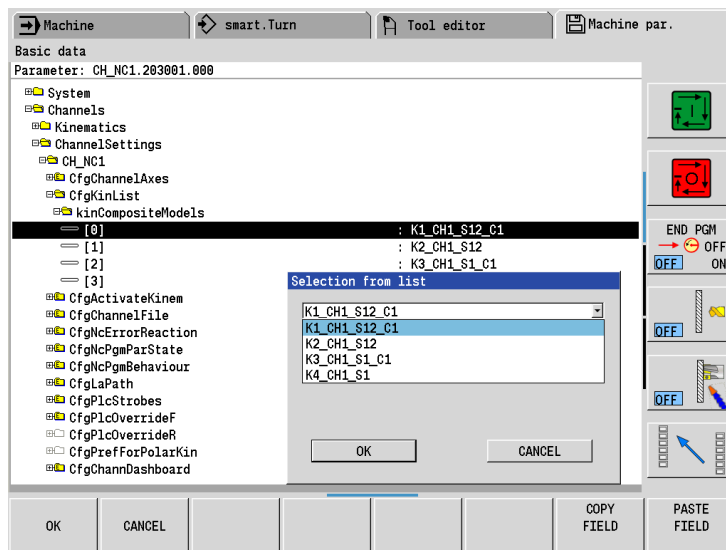 Machine
smart.Turn
Tool editor
Machine par.
Basic data
Parameter: CH_NC1.203001.000
System
Channels
Kinematics
ChannelSettings
CH_NC1
CfgChannelAxes
CfgKinList
kinCompositeModels
[0] : K1_CH1_S12_C1
[1] : K2_CH1_S12
[2] : K3_CH1_S1_C1
[3]
CfgActivateKinem
CfgChannelFile
CfgNcErrorReaction
CfgNcPgmParState
CfgNcPgmBehaviour
CfgLaPath
CfgPlcStrobes
CfgPlcOverrideF
CfgPlcOverrideR
CfgPrefForPolarKin
CfgChannDashboard
Selection from list
K1_CH1_S12_C1
K1_CH1_S12_C1
K2_CH1_S12
K3_CH1_S1_C1
K4_CH1_S1
OK
CANCEL
END PGM
OFF
OFF ON
OFF
OFF
OK
CANCEL
COPY
FIELD
PASTE
FIELD